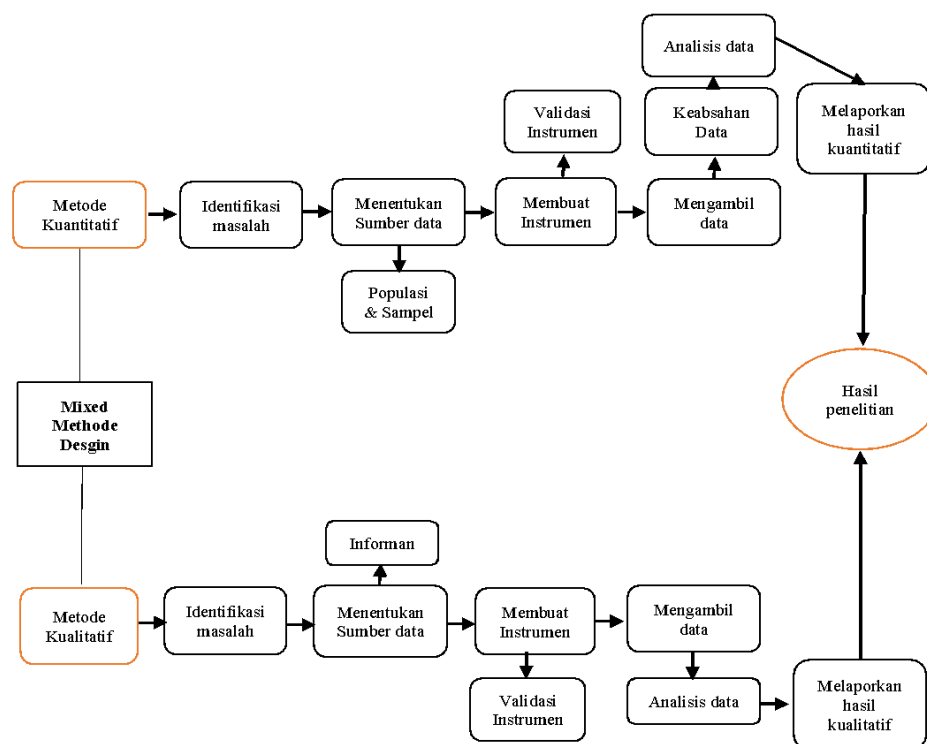 Analisis data
Validasi
Instrumen
Keabsahan
Data
Melaporkan
hasil
kuantitatif
Metode
Kuantitatif
Identifikasi
masalah
Menentukan
Sumber data
Membuat
Instrumen
Mengambil
data
Populasi
& Sampel
Mixed
Methode
Desgin
Hasil
penelitian
Informan
Metode
Kualitatif
Identifikasi
masalah
Menentukan
Sumber data
Membuat
Instrumen
Mengambil
data
Validasi
Instrumen
Analisis data
Melaporkan
hasil
kualitatif